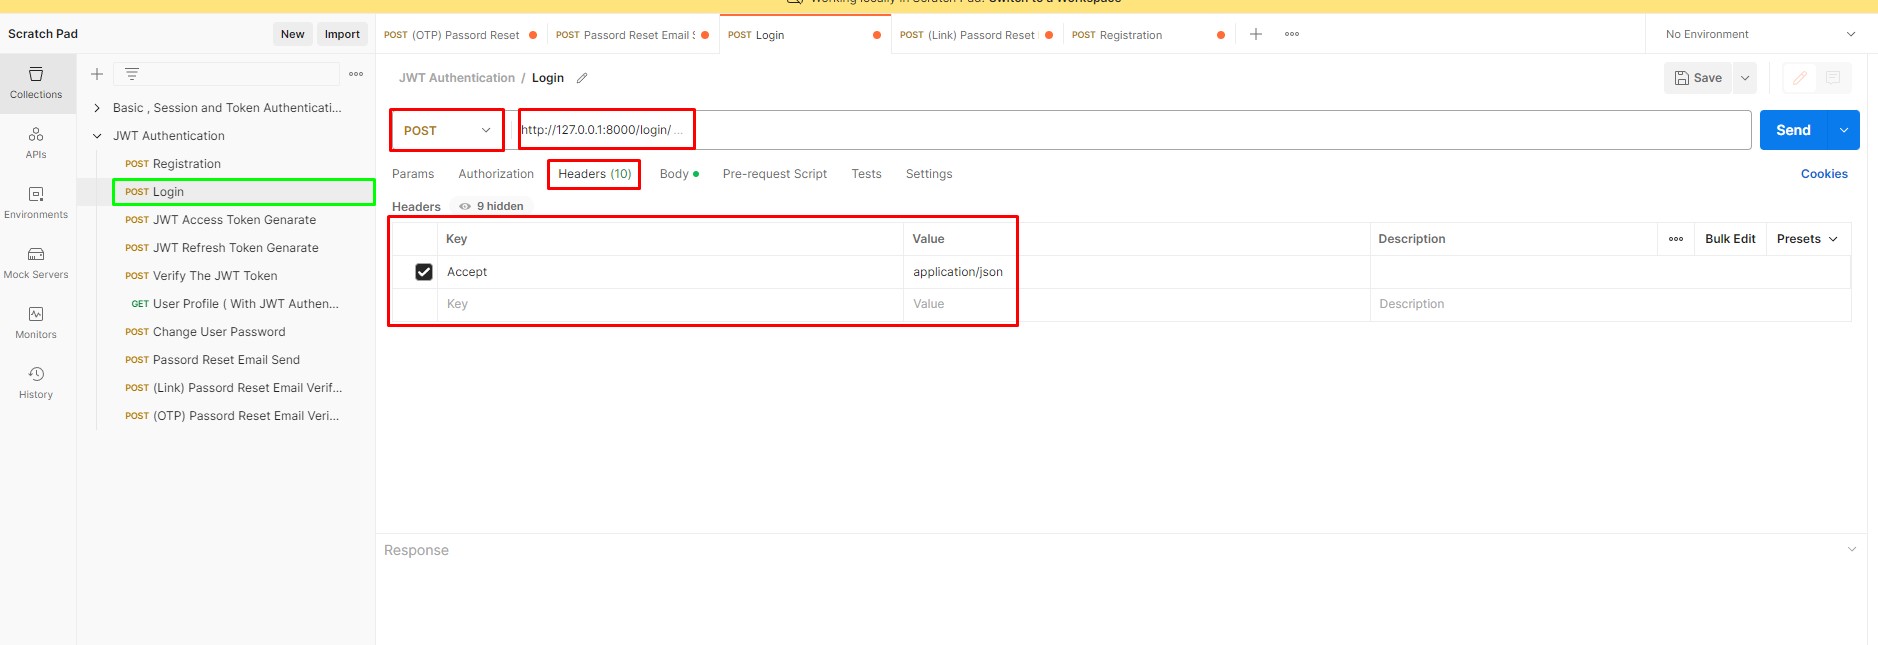 Working locally in Scratch Pad. Switch to a Workspace
Scratch Pad
New
Import
POST (OTP) Passord Reset
POST Passord Reset Email S
POST Login
POST (Link) Passord Reset
POST Registration
No Environment
Collections
APIs
Environments
Mock Servers
Monitors
History
Basic , Session and Token Authenticati...
JWT Authentication
POST Registration
POST Login
POST JWT Access Token Genarate
POST JWT Refresh Token Genarate
POST Verify The JWT Token
GET User Profile ( With JWT Authen...
POST Change User Password
POST Passord Reset Email Send
POST (Link) Passord Reset Email Verif...
POST (OTP) Passord Reset Email Veri...
JWT Authentication / Login
Save
POST
http://127.0.0.1:8000/login/ ...
Send
Params
Authorization
Headers (10)
Body
Pre-request Script
Tests
Settings
Cookies
Headers
9 hidden
Key
Value
Description
Bulk Edit
Presets
Accept
application/json
Key
Value
Description
Response